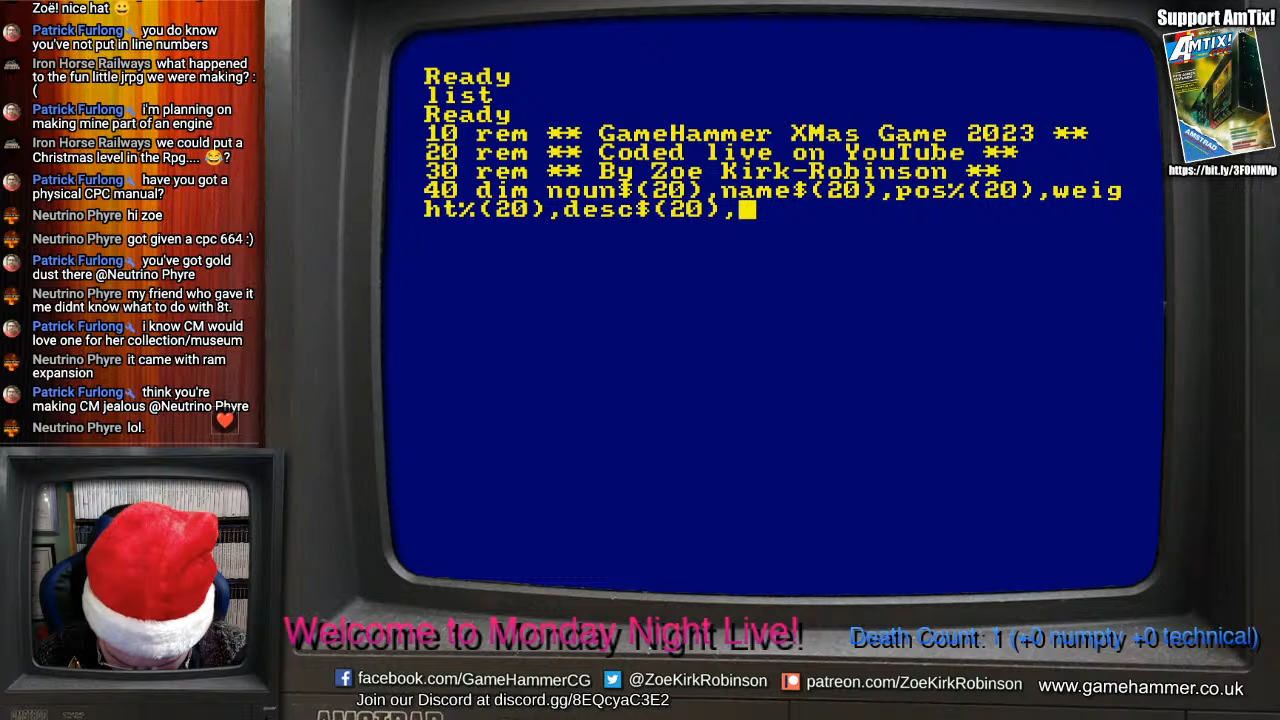 Zoë! nice hat 😀
Patrick Furlong🔧 you do know
you've not put in line numbers
Iron Horse Railways what happened
to the fun little jrpg we were making? :
(
Patrick Furlong🔧 i'm planning on
making mine part of an engine
Iron Horse Railways we could put a
Christmas level in the Rpg.... 😂?
Patrick Furlong🔧 have you got a
physical CPC manual?
Neutrino Phyre hi zoe
Neutrino Phyre got given a cpc 664 :)
Patrick Furlong🔧 you've got gold
dust there @Neutrino Phyre
Neutrino Phyre my friend who gave it
me didnt know what to do with 8t.
Patrick Furlong🔧 i know CM would
love one for her collection/museum
Neutrino Phyre it came with ram
expansion
Patrick Furlong🔧 think you're
making CM jealous @Neutrino Phyre
Neutrino Phyre lol.
Ready
list
Ready
10 rem ** GameHammer XMas Game 2023 **
20 rem ** Coded live on YouTube **
30 rem ** By Zoe Kirk-Robinson **
40 dim noun$(20),name$(20),pos%(20),weig
ht%(20),desc$(20),
Support AmTix!
AMTIX!
AMSTRAD
https://bit.ly/3FONMVp
Welcome to Monday Night Live!
Death Count: 1 (+0 numpty +0 technical)
facebook.com/GameHammerCG
@ZoeKirkRobinson
patreon.com/ZoeKirkRobinson
www.gamehammer.co.uk
Join our Discord at discord.gg/8EQcyaC3E2
AMSTRAD